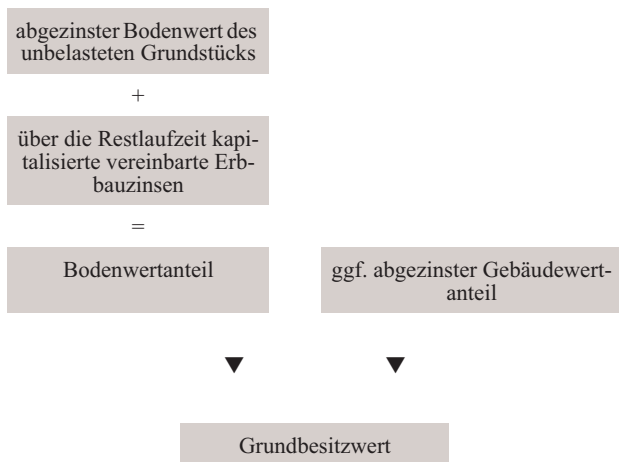 abgezinster Bodenwert des
unbelasteten Grundstücks
+
über die Restlaufzeit kapi-
talisierte vereinbarte Erb-
bauzinsen
=
Bodenwertanteil
ggf. abgezinster Gebäudewert-
anteil
Grundbesitzwert